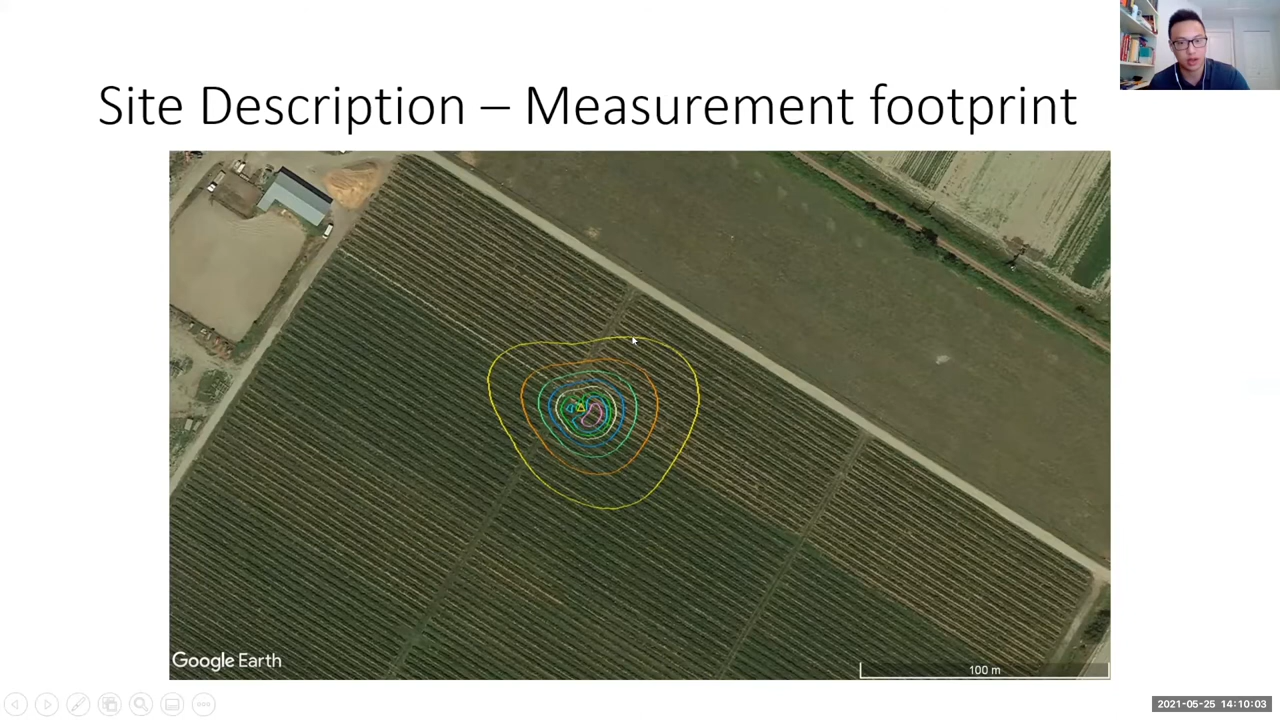 Site Description – Measurement footprint
Google Earth
100 m
2021-05-25 14:10:03